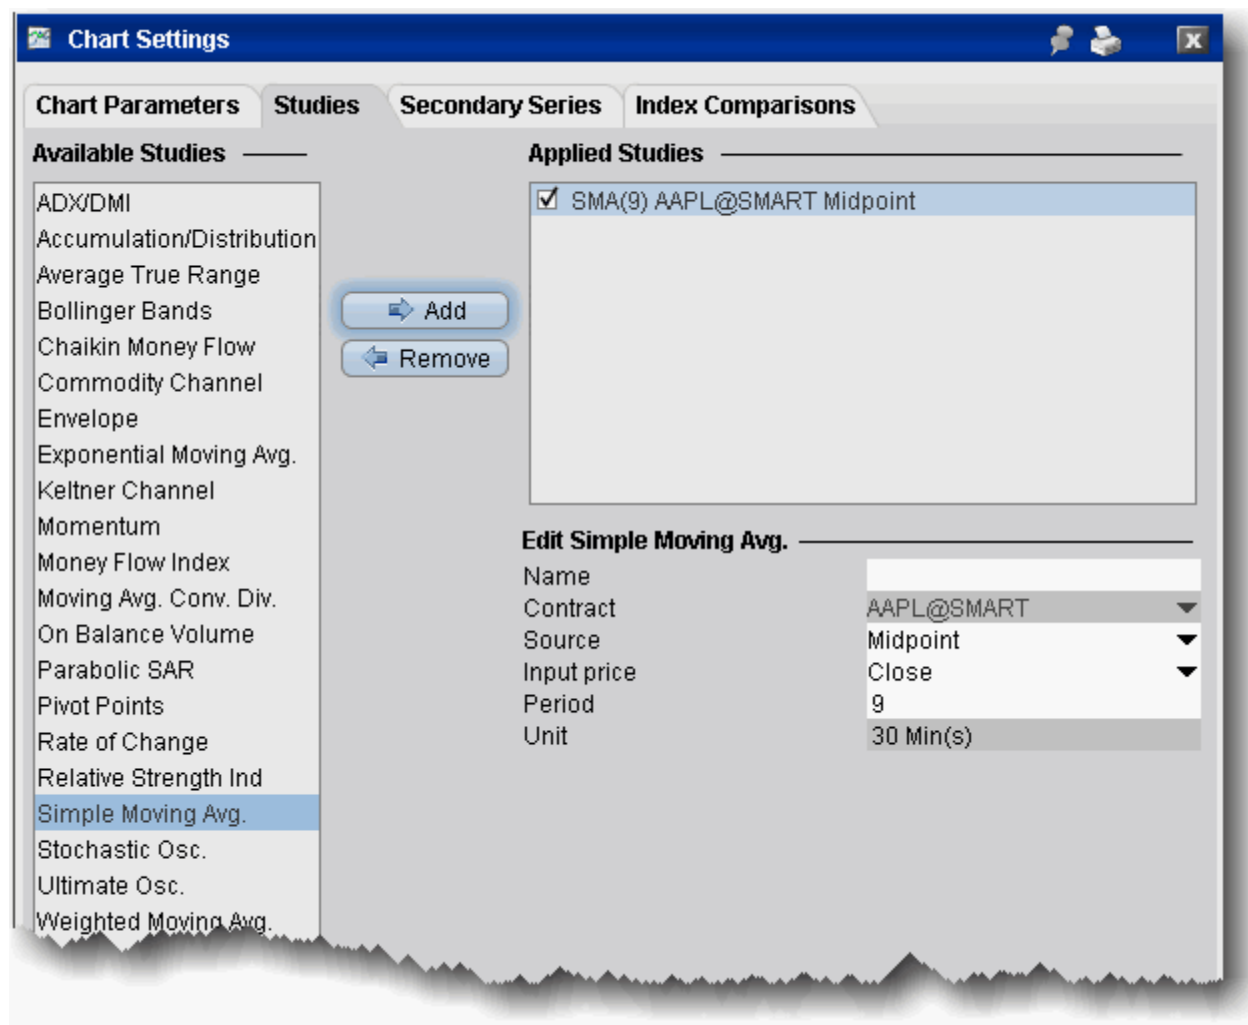 Chart Settings
Chart Parameters Studies Secondary Series Index Comparisons
Available Studies
ADX/DMI
Accumulation/Distribution
Average True Range
Bollinger Bands
Chaikin Money Flow
Commodity Channel
Envelope
Exponential Moving Avg.
Keltner Channel
Momentum
Money Flow Index
Moving Avg. Conv. Div.
On Balance Volume
Parabolic SAR
Pivot Points
Rate of Change
Relative Strength Ind
Simple Moving Avg.
Stochastic Osc.
Ultimate Osc.
Weighted Moving Avg.
Add
Remove
Applied Studies
SMA(9) AAPL@SMART Midpoint
Edit Simple Moving Avg.
Name
Contract AAPL@SMART
Source Midpoint
Input price Close
Period 9
Unit 30 Min(s)